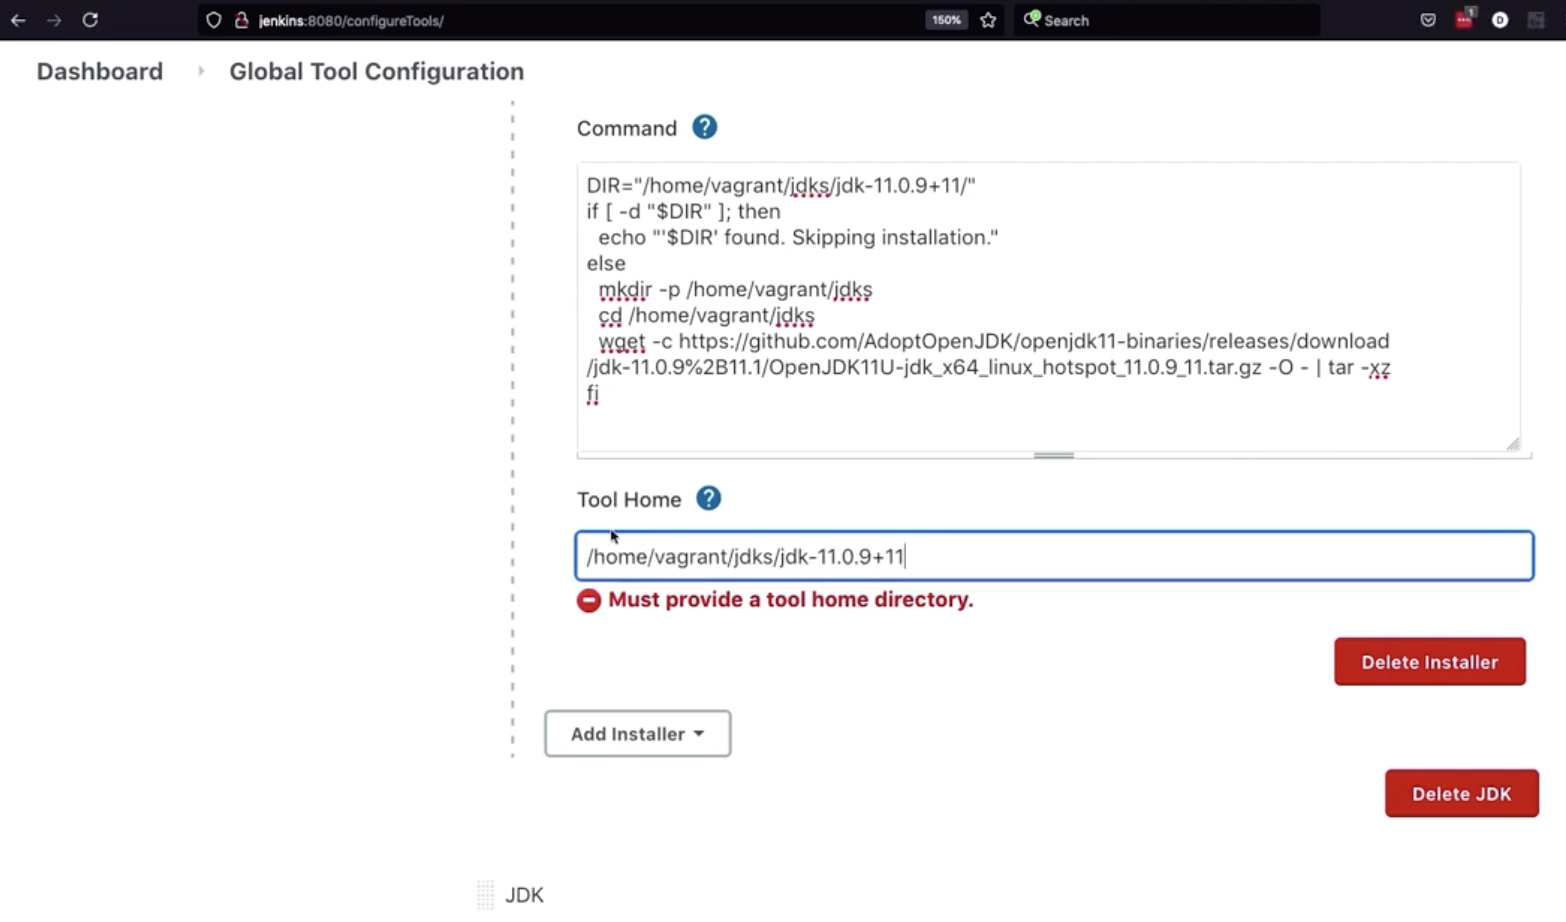 jenkins:8080/configureTools/
150%
Search
1
D
Dashboard
Global Tool Configuration
Command
?
DIR="/home/vagrant/jdks/jdk-11.0.9+11/"
if [ -d "$DIR" ]; then
echo "'$DIR' found. Skipping installation."
else
mkdir -p /home/vagrant/jdks
cd /home/vagrant/jdks
wget -c https://github.com/AdoptOpenJDK/openjdk11-binaries/releases/download
/jdk-11.0.9%2B11.1/OpenJDK11U-jdk_x64_linux_hotspot_11.0.9_11.tar.gz -O - | tar -xz
fi
Tool Home
?
/home/vagrant/jdks/jdk-11.0.9+11
Must provide a tool home directory.
Delete Installer
Add Installer
Delete JDK
JDK